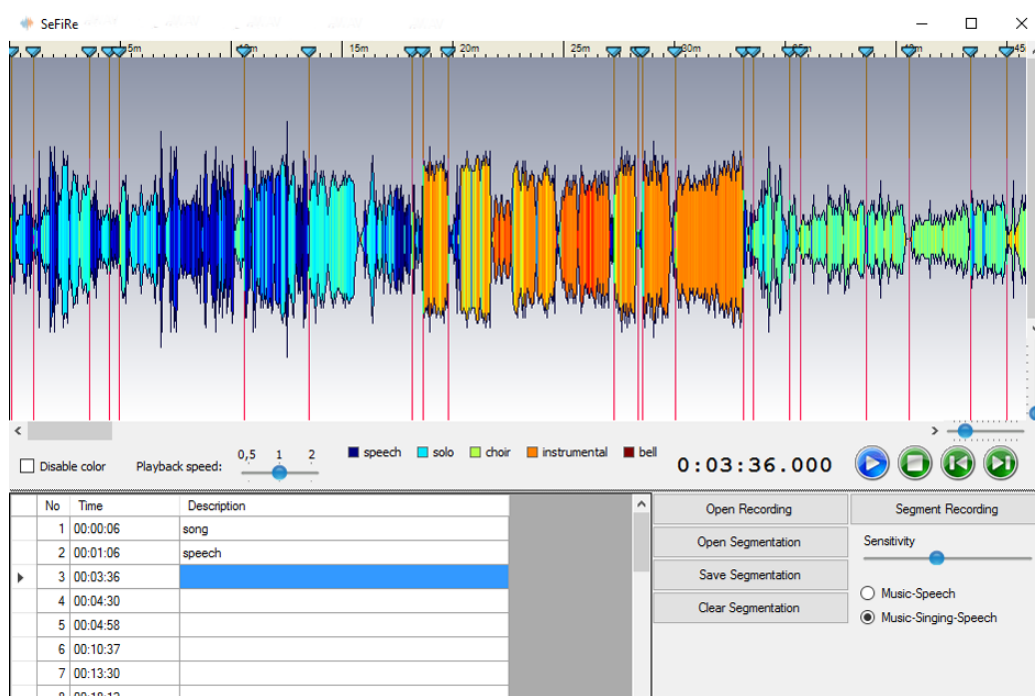 SeFiRe
5m 10m 15m 20m 25m 30m 35m 40m 45
Disable color Playback speed: 0,5 1 2 speech solo choir instrumental bell 0:03:36.000
No Time Description
1 00:00:06 song
2 00:01:06 speech
3 00:03:36
4 00:04:30
5 00:04:58
6 00:10:37
7 00:13:30
Open Recording Segment Recording
Open Segmentation Sensitivity
Save Segmentation
Clear Segmentation
Music-Speech
Music-Singing-Speech